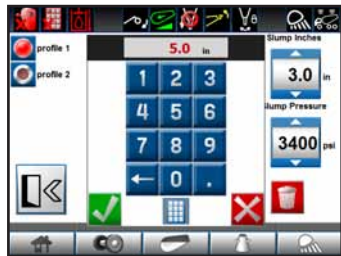 profile 1
profile 2
5.0 in
1 2 3
4 5 6
7 8 9
← 0 .
Slump Inches
3.0 in
Slump Pressure
3400 psi